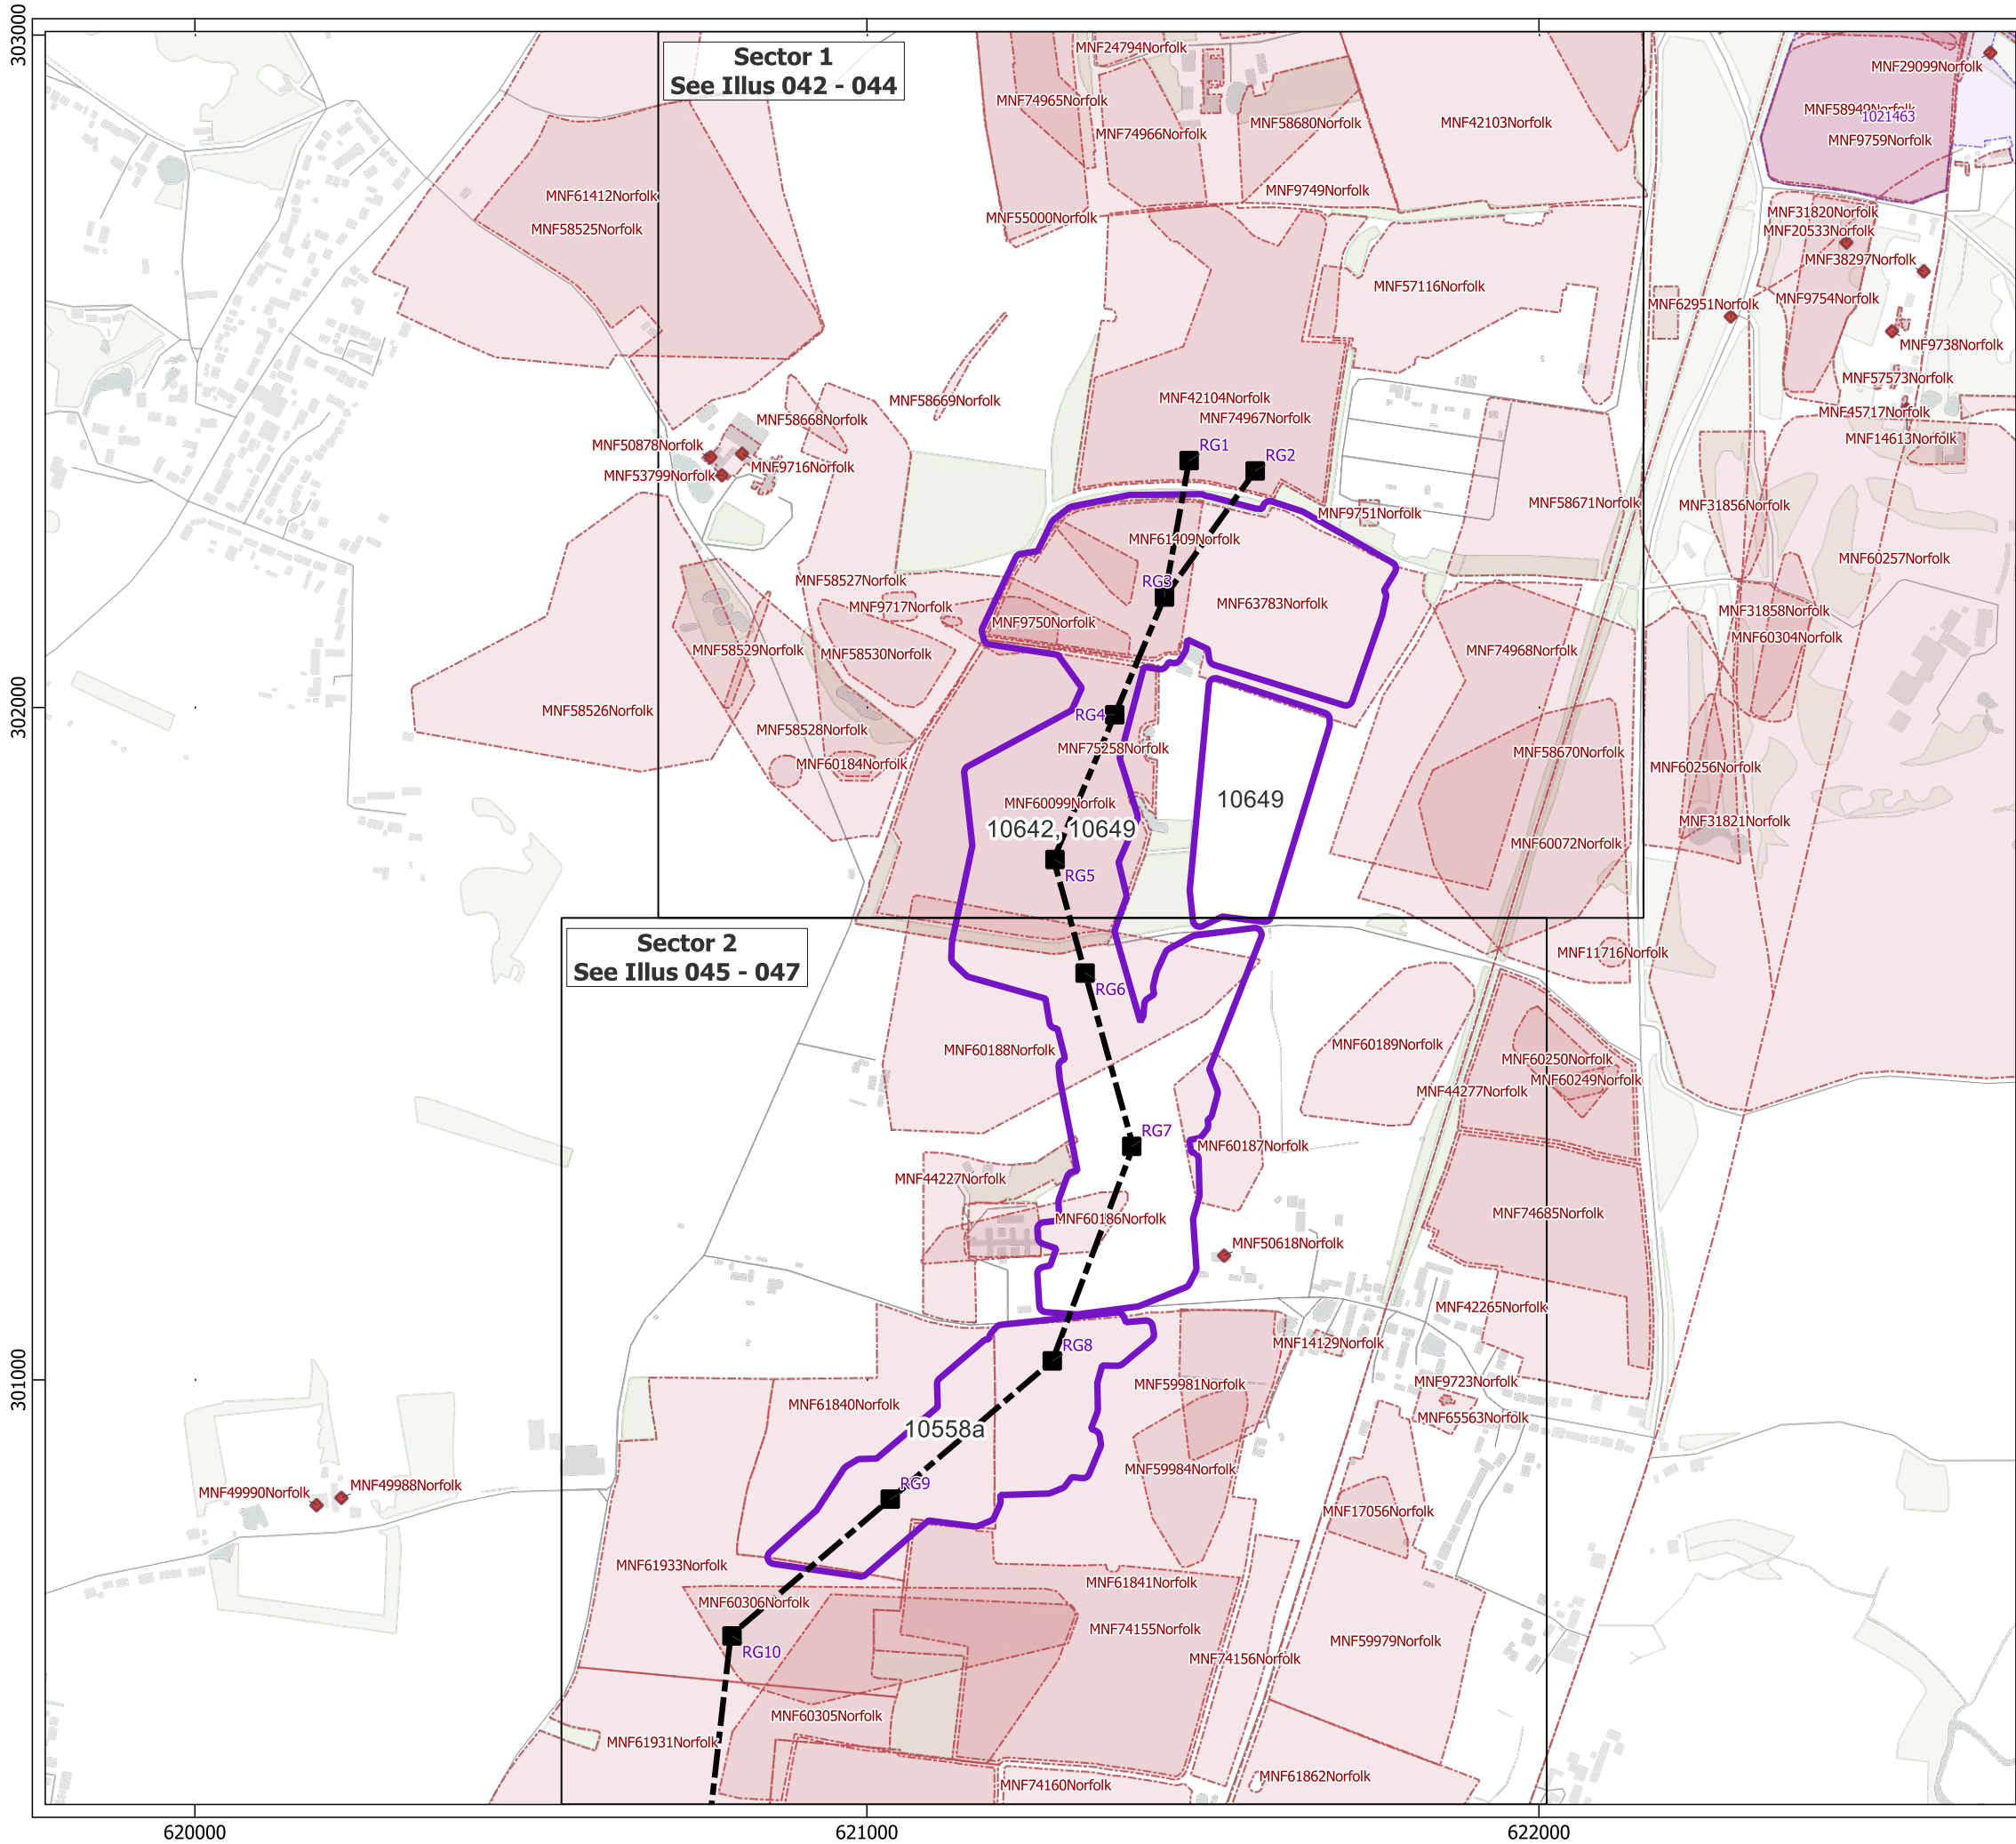 303000
302000
301000
620000
621000
622000
Sector 1
See Illus 042 - 044
Sector 2
See Illus 045 - 047
MNF24794Norfolk
MNF74965Norfolk
MNF74966Norfolk
MNF58680Norfolk
MNF42103Norfolk
MNF29099Norfolk
MNF58949Norfolk
1021463
MNF9759Norfolk
MNF61412Norfolk
MNF58525Norfolk
MNF9749Norfolk
MNF55000Norfolk
MNF31820Norfolk
MNF20533Norfolk
MNF38297Norfolk
MNF57116Norfolk
MNF9754Norfolk
MNF62951Norfolk
MNF9738Norfolk
MNF57573Norfolk
MNF58669Norfolk
MNF42104Norfolk
MNF74967Norfolk
MNF45717Norfolk
MNF58668Norfolk
MNF14613Norfolk
MNF50878Norfolk
RG1
RG2
MNF9716Norfolk
MNF53799Norfolk
MNF58671Norfolk
MNF31856Norfolk
MNF9751Norfolk
MNF61409Norfolk
MNF60257Norfolk
MNF58527Norfolk
RG3
MNF9717Norfolk
MNF63783Norfolk
MNF31858Norfolk
MNF9750Norfolk
MNF60304Norfolk
MNF58529Norfolk
MNF58530Norfolk
MNF74968Norfolk
MNF58526Norfolk
RG4
MNF58528Norfolk
MNF75258Norfolk
MNF58670Norfolk
MNF60184Norfolk
MNF60256Norfolk
MNF60099Norfolk
10649
10642, 10649
MNF31821Norfolk
MNF60072Norfolk
RG5
MNF11716Norfolk
RG6
MNF60188Norfolk
MNF60189Norfolk
MNF60250Norfolk
MNF60249Norfolk
MNF44277Norfolk
RG7
MNF60187Norfolk
MNF44227Norfolk
MNF60186Norfolk
MNF74685Norfolk
MNF50618Norfolk
MNF42265Norfolk
RG8
MNF14129Norfolk
MNF59981Norfolk
MNF9723Norfolk
MNF61840Norfolk
MNF65563Norfolk
10558a
MNF59984Norfolk
MNF49990Norfolk
MNF49988Norfolk
RG9
MNF17056Norfolk
MNF61933Norfolk
MNF61841Norfolk
MNF60306Norfolk
MNF74155Norfolk
RG10
MNF59979Norfolk
MNF74156Norfolk
MNF60305Norfolk
MNF61931Norfolk
MNF74160Norfolk
MNF61862Norfolk